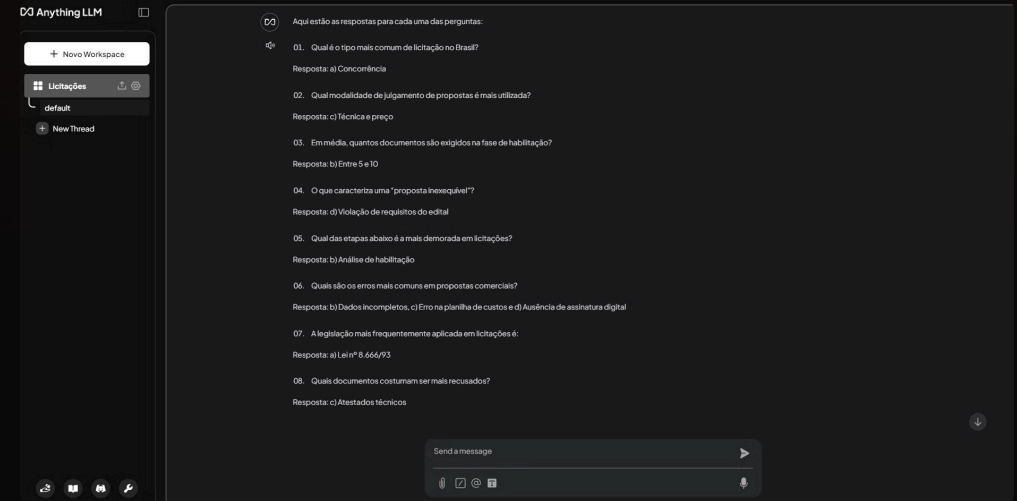 Anything LLM
+ Novo Workspace
Licitações
default
+ New Thread
Aqui estão as respostas para cada uma das perguntas:
01. Qual é o tipo mais comum de licitação no Brasil?
Resposta: a) Concorrência
02. Qual modalidade de julgamento de propostas é mais utilizada?
Resposta: c) Técnica e preço
03. Em média, quantos documentos são exigidos na fase de habilitação?
Resposta: b) Entre 5 e 10
04. O que caracteriza uma "proposta inexequível"?
Resposta: d) Violação de requisitos do edital
05. Qual das etapas abaixo é a mais demorada em licitações?
Resposta: b) Análise de habilitação
06. Quais são os erros mais comuns em propostas comerciais?
Resposta: b) Dados incompletos, c) Erro na planilha de custos e d) Ausência de assinatura digital
07. A legislação mais frequentemente aplicada em licitações é:
Resposta: a) Lei nº 8.666/93
08. Quais documentos costumam ser mais recusados?
Resposta: c) Atestados técnicos
Send a message